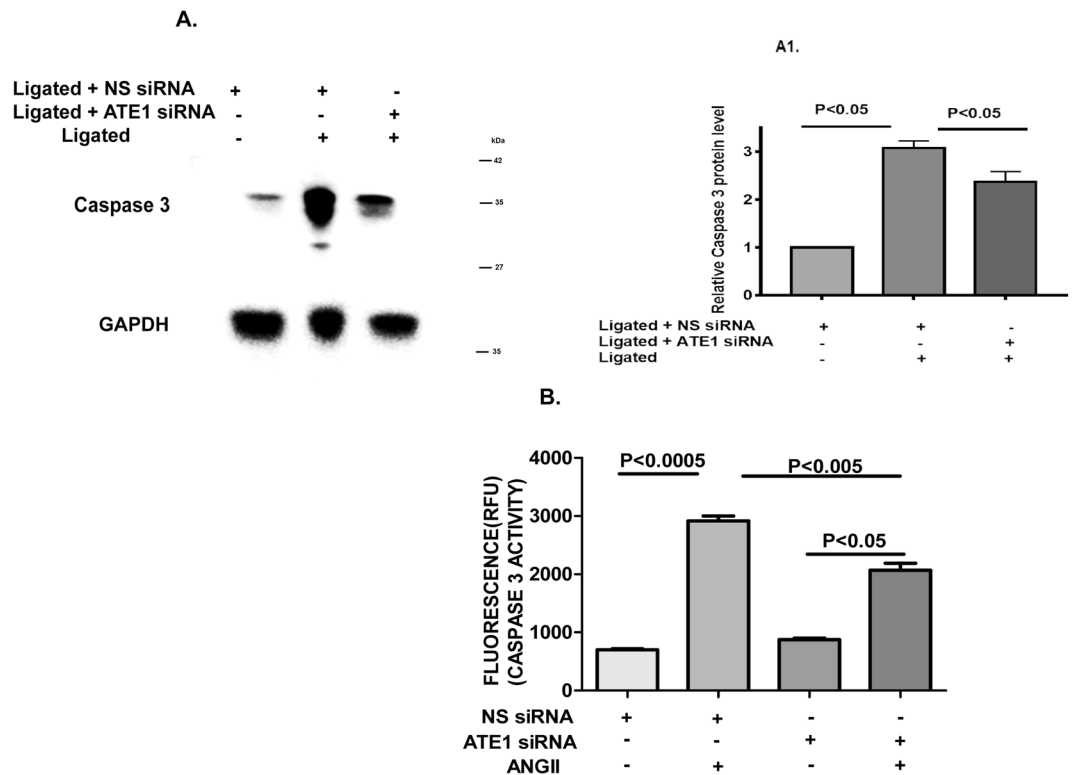 A.
Ligated + NS siRNA + + -
Ligated + ATE1 siRNA - - +
Ligated - + +
kDa
42
Caspase 3
35
27
GAPDH
35
A1.
P<0.05 P<0.05
Relative Caspase 3 protein level
3
2
1
0
Ligated + NS siRNA + + -
Ligated + ATE1 siRNA - - +
Ligated - + +
B.
FLUORESCENCE(RFU)
(CASPASE 3 ACTIVITY)
4000
3000
2000
1000
0
P<0.0005
P<0.005
P<0.05
NS siRNA + + - -
ATE1 siRNA - - + +
ANGII - + - +